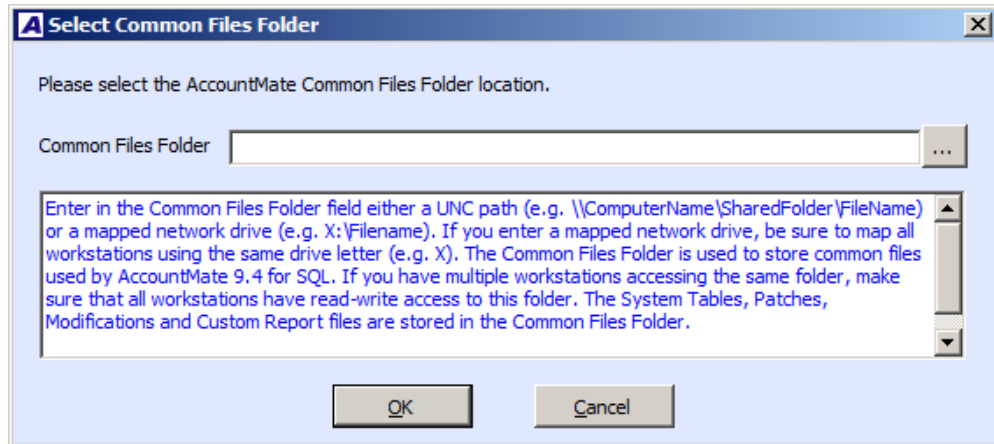 A Select Common Files Folder
Please select the AccountMate Common Files Folder location.
Common Files Folder
...
Enter in the Common Files Folder field either a UNC path (e.g. \\ComputerName\SharedFolder\FileName)
or a mapped network drive (e.g. X:\Filename). If you enter a mapped network drive, be sure to map all
workstations using the same drive letter (e.g. X). The Common Files Folder is used to store common files
used by AccountMate 9.4 for SQL. If you have multiple workstations accessing the same folder, make
sure that all workstations have read-write access to this folder. The System Tables, Patches,
Modifications and Custom Report files are stored in the Common Files Folder.
OK
Cancel